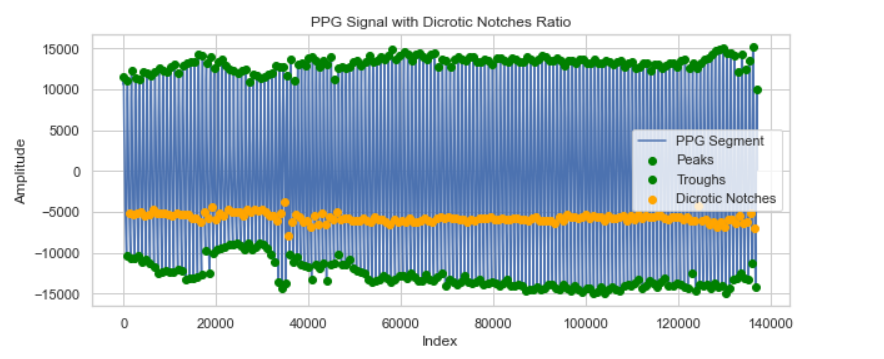 PPG Signal with Dicrotic Notches Ratio
15000
10000
5000
0
−5000
−10000
−15000
Amplitude
PPG Segment
Peaks
Troughs
Dicrotic Notches
0 20000 40000 60000 80000 100000 120000 140000
Index